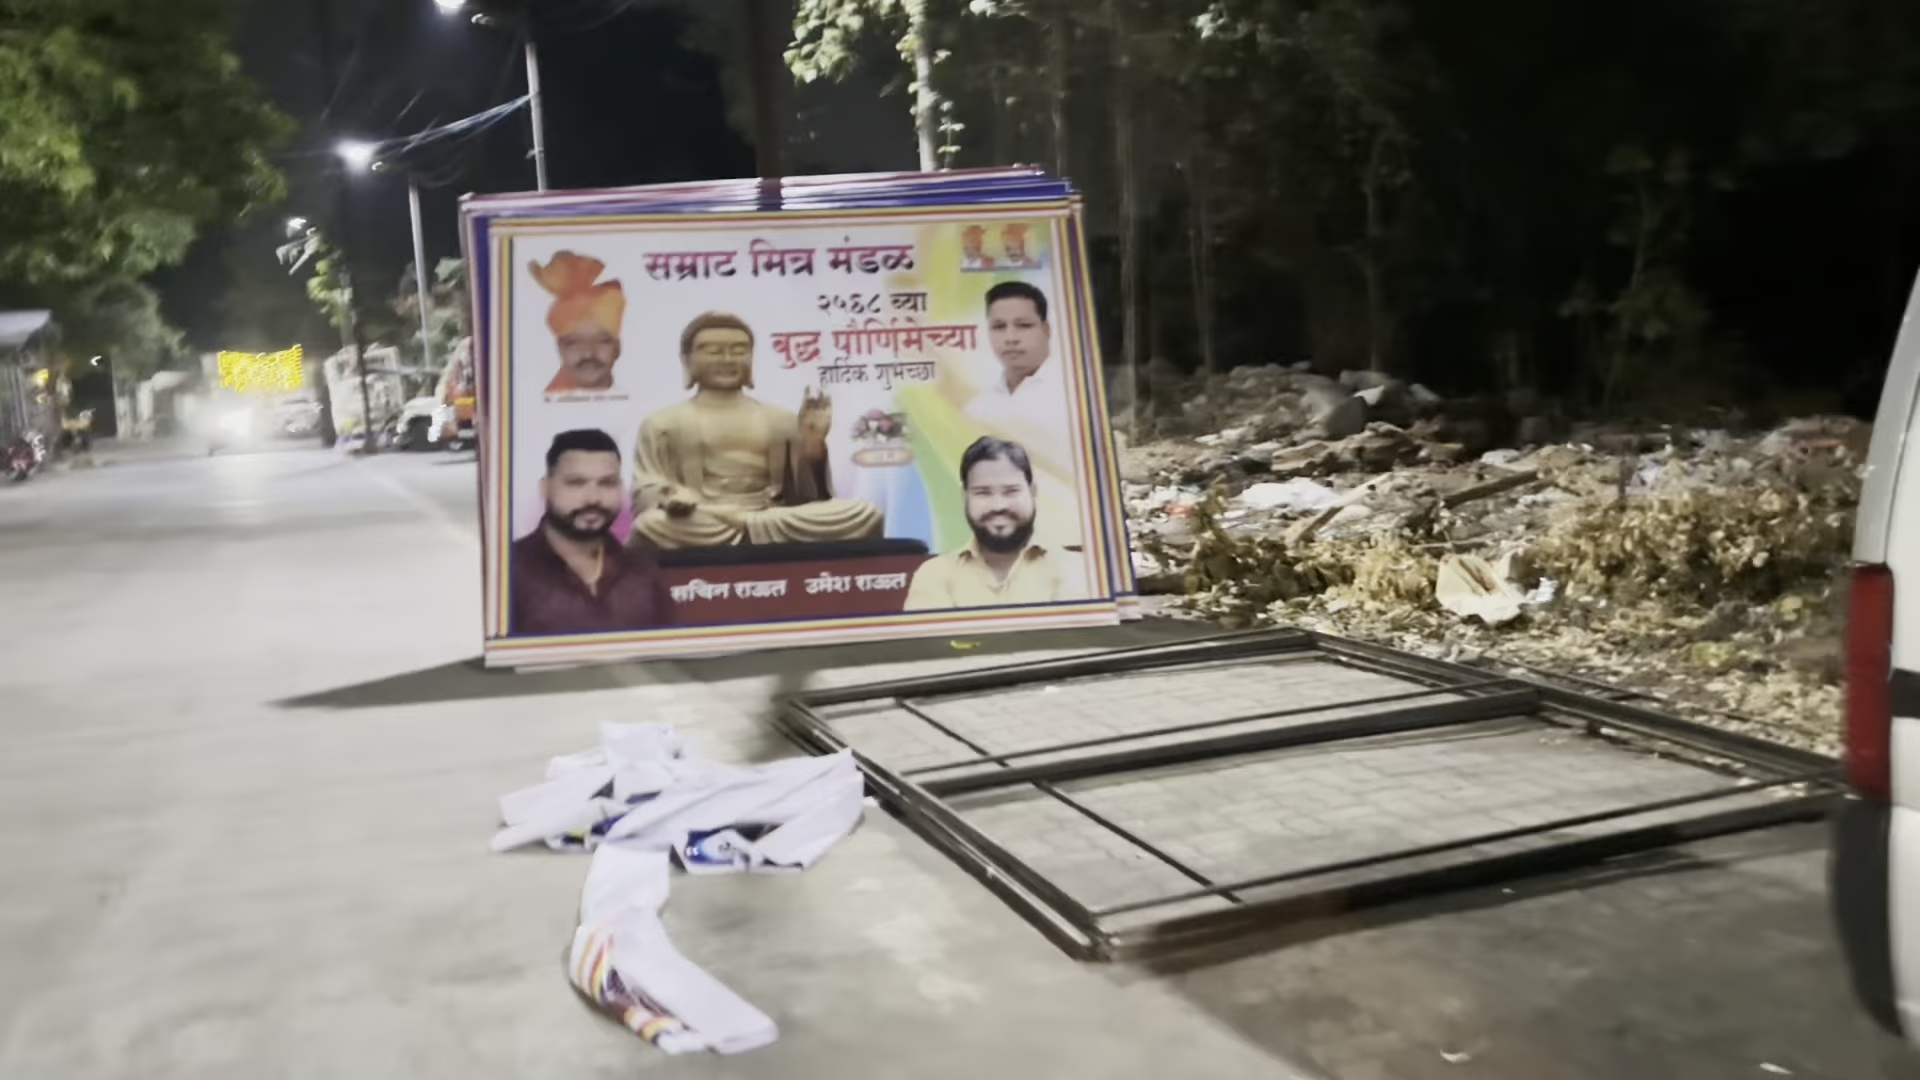 सम्राट मित्र मंडळ
२५६८ व्या
बुद्ध पौर्णिमेच्या
हार्दिक शुभेच्छा
सचिन राऊत उमेश राऊत